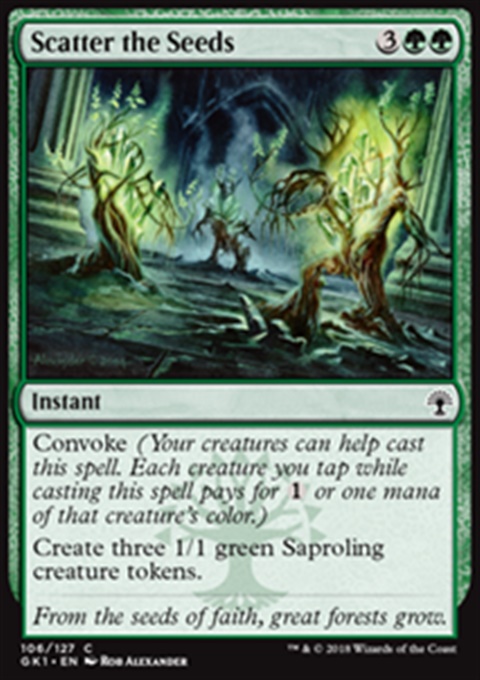 Scatter the Seeds 3
Instant
Convoke (Your creatures can help cast
this spell. Each creature you tap while
casting this spell pays for 1 or one mana
of that creature's color.)
Create three 1/1 green Saproling
creature tokens.
From the seeds of faith, great forests grow.
106/127 C
GK1 • EN Rob Alexander
™ & © 2018 Wizards of the Coast